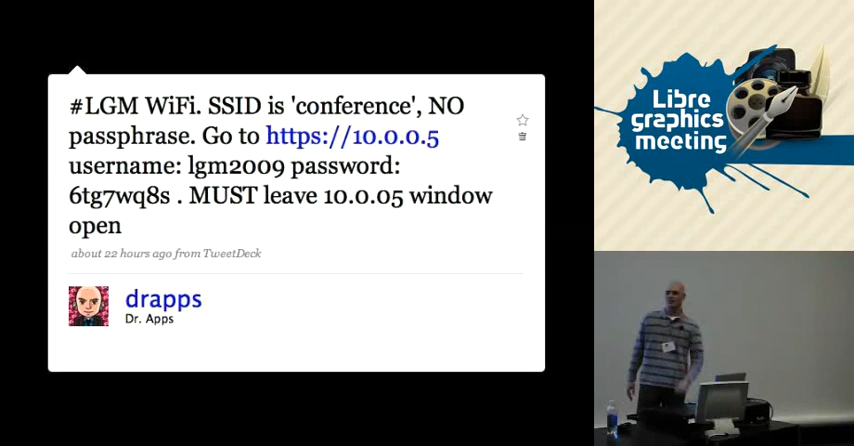 #LGM WiFi. SSID is 'conference', NO
passphrase. Go to https://10.0.0.5
username: lgm2009 password:
6tg7wq8s . MUST leave 10.0.05 window
open
about 22 hours ago from TweetDeck
drapps
Dr. Apps
Libre
graphics
meeting